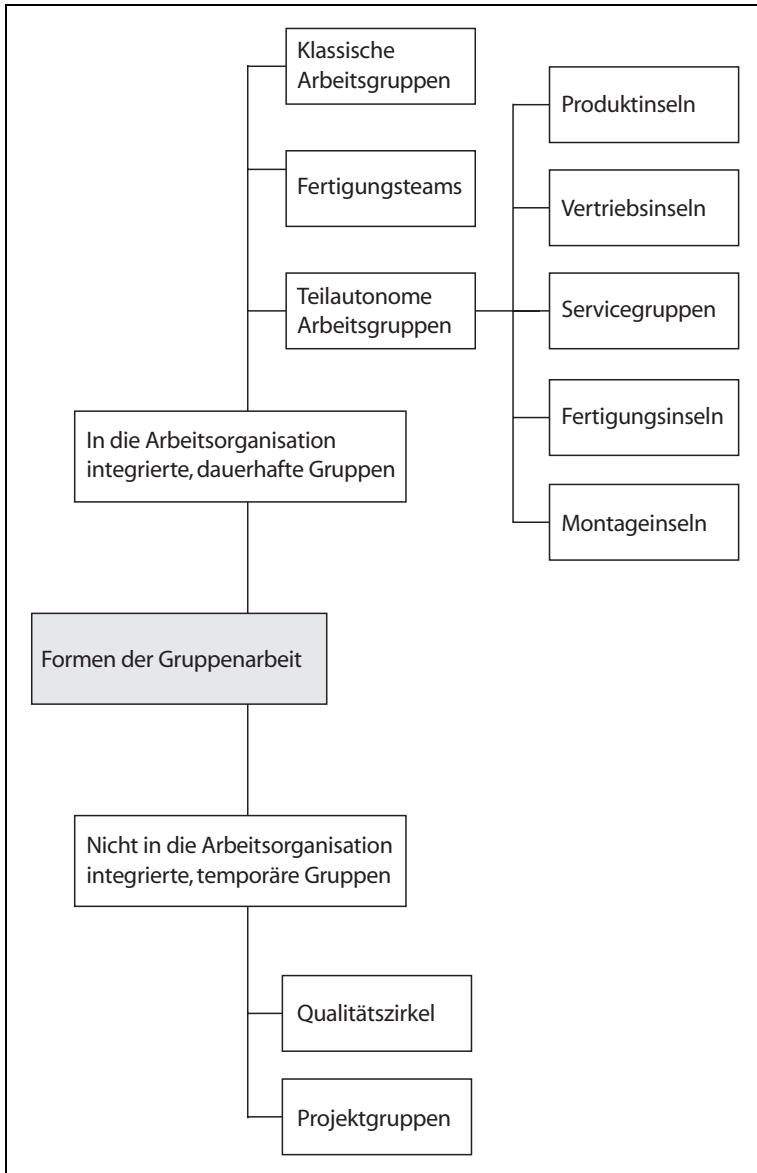 Klassische
Arbeitsgruppen
Fertigungsteams
Teilautonome
Arbeitsgruppen
Produktinseln
Vertriebsinseln
Servicegruppen
Fertigungsinseln
Montageinseln
In die Arbeitsorganisation
integrierte, dauerhafte Gruppen
Formen der Gruppenarbeit
Nicht in die Arbeitsorganisation
integrierte, temporäre Gruppen
Qualitätszirkel
Projektgruppen